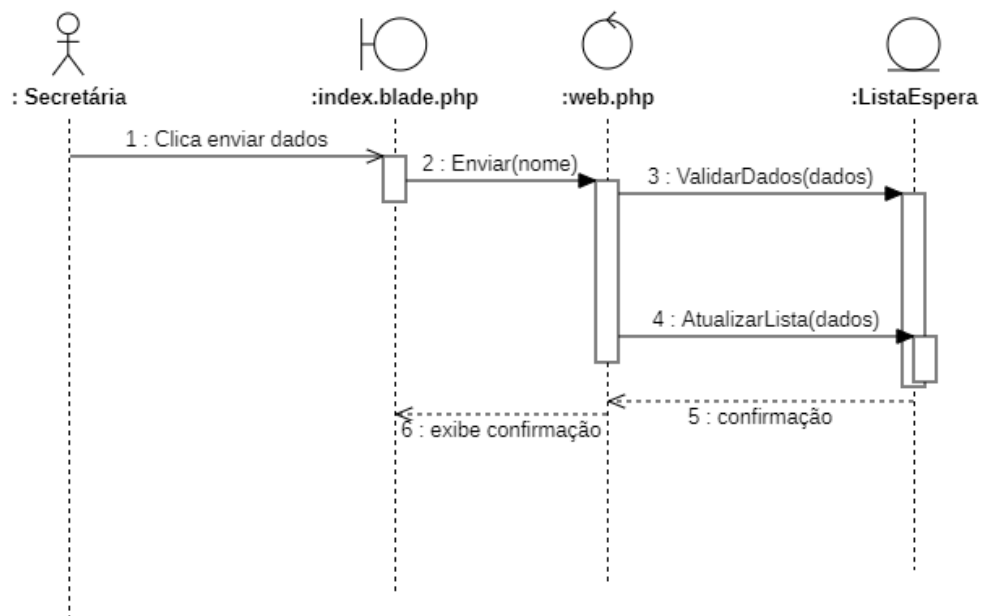 : Secretária
:index.blade.php
:web.php
:ListaEspera
1 : Clica enviar dados
2 : Enviar(nome)
3 : ValidarDados(dados)
4 : AtualizarLista(dados)
5 : confirmação
6 : exibe confirmação